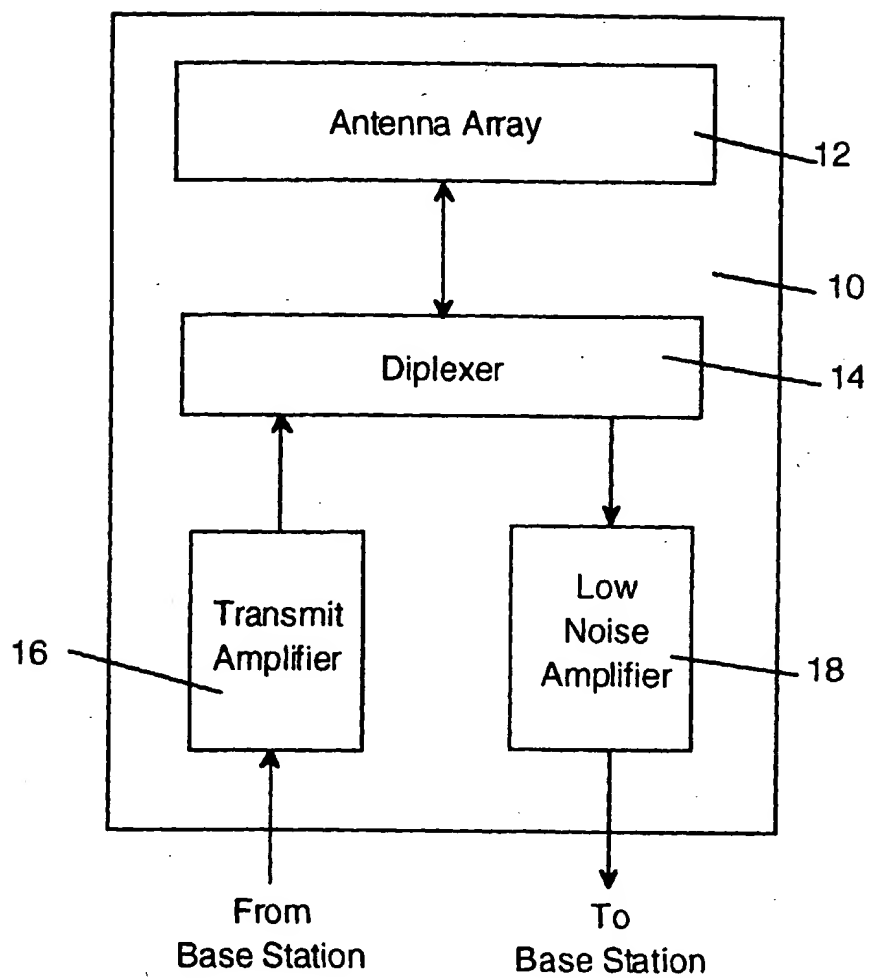 Antenna Array
12
10
Diplexer
14
Transmit
Amplifier
16
Low
Noise
Amplifier
18
From
Base Station
To
Base Station